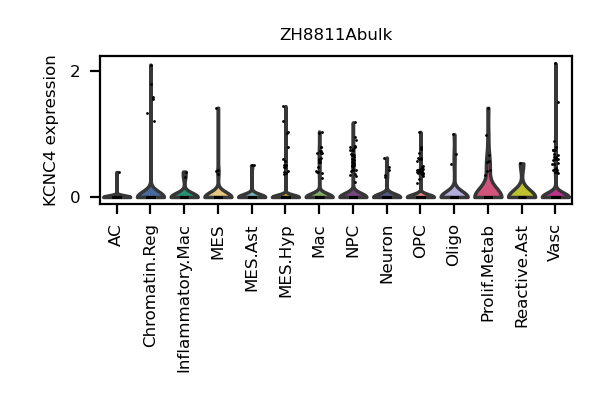 ZH8811Abulk
KCNC4 expression
2
0
AC
Chromatin.Reg
Inflammatory.Mac
MES
MES.Ast
MES.Hyp
Mac
NPC
Neuron
OPC
Oligo
Prolif.Metab
Reactive.Ast
Vasc